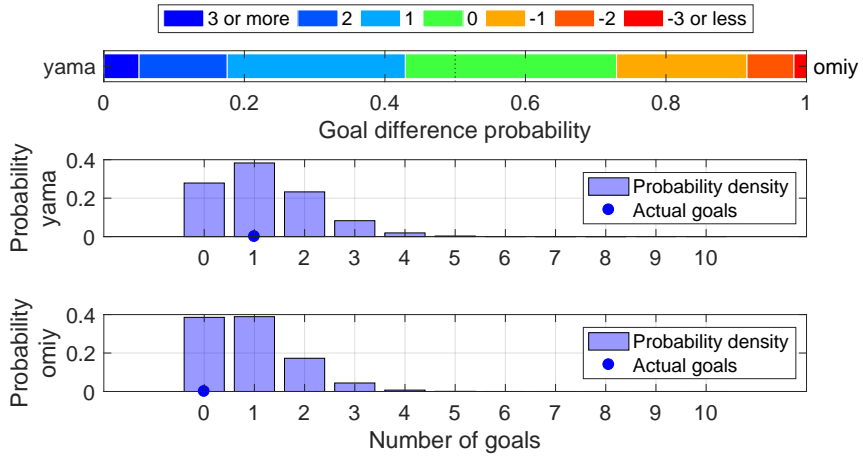 3 or more 2 1 0 -1 -2 -3 or less
yama omiy
0 0.2 0.4 0.6 0.8 1
Goal difference probability
Probability
yama
0.4
0.2
0
Probability density
Actual goals
0 1 2 3 4 5 6 7 8 9 10
Probability
omiy
0.4
0.2
0
Probability density
Actual goals
0 1 2 3 4 5 6 7 8 9 10
Number of goals